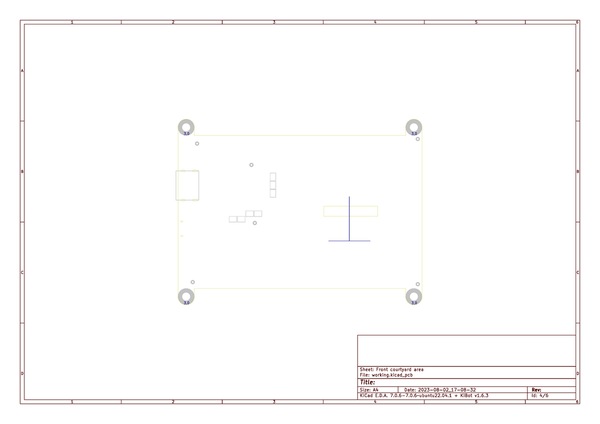 1 2 3 4 5 6
A A
B B
C C
D D
Sheet: Front courtyard area
File: working.kicad_pcb
Title:
Size: A4 Date: 2023-08-02_17-08-32 Rev:
KiCad E.D.A. 7.0.6-7.0.6~ubuntu22.04.1 + KiBot v1.6.3 Id: 4/6
1 2 3 4 5 6